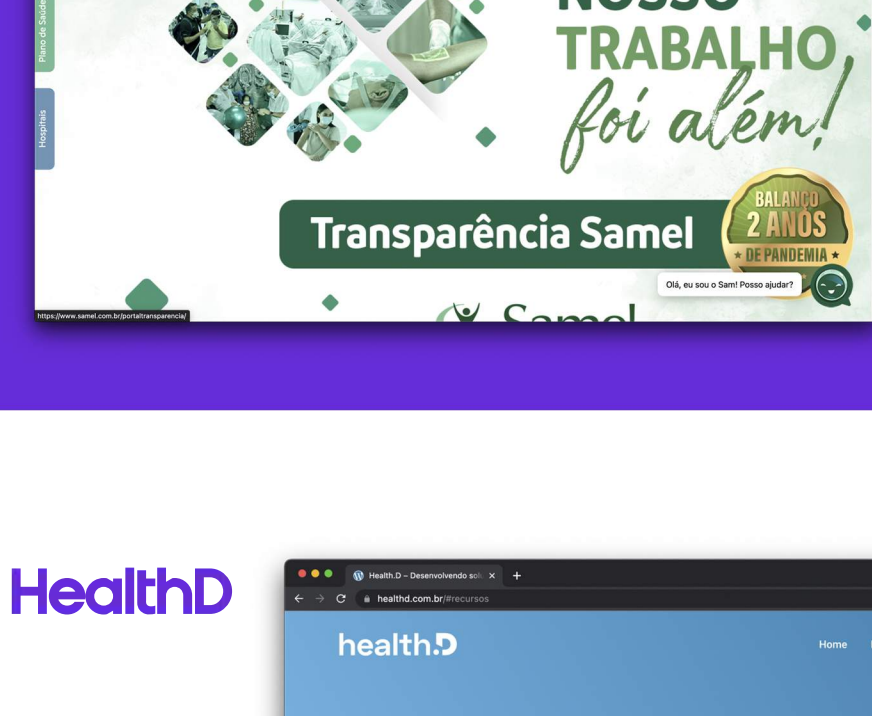 Plano de Saúde
Hospitais
NOSSO
TRABALHO
foi além!
Transparência Samel
BALANÇO
2 ANOS
DE PANDEMIA
Olá, eu sou o Sam! Posso ajudar?
Samel
https://www.samel.com.br/portaltransparencia/
HealthD
Health.D – Desenvolvendo solu
healthd.com.br/#recursos
health.D
Home